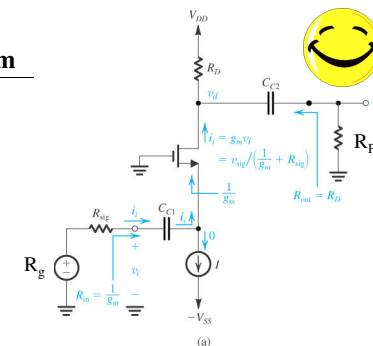 m
V_DD
R_D
C_C2
v_d
i_i = g_m v_i
= v_sig/(1/g_m + R_sig)
R_out = R_D
1/g_m
R_sig
i_i
C_C1
i_i
0
R_g
+
−
+
v_i
−
R_in = 1/g_m
I
−V_SS
(a)